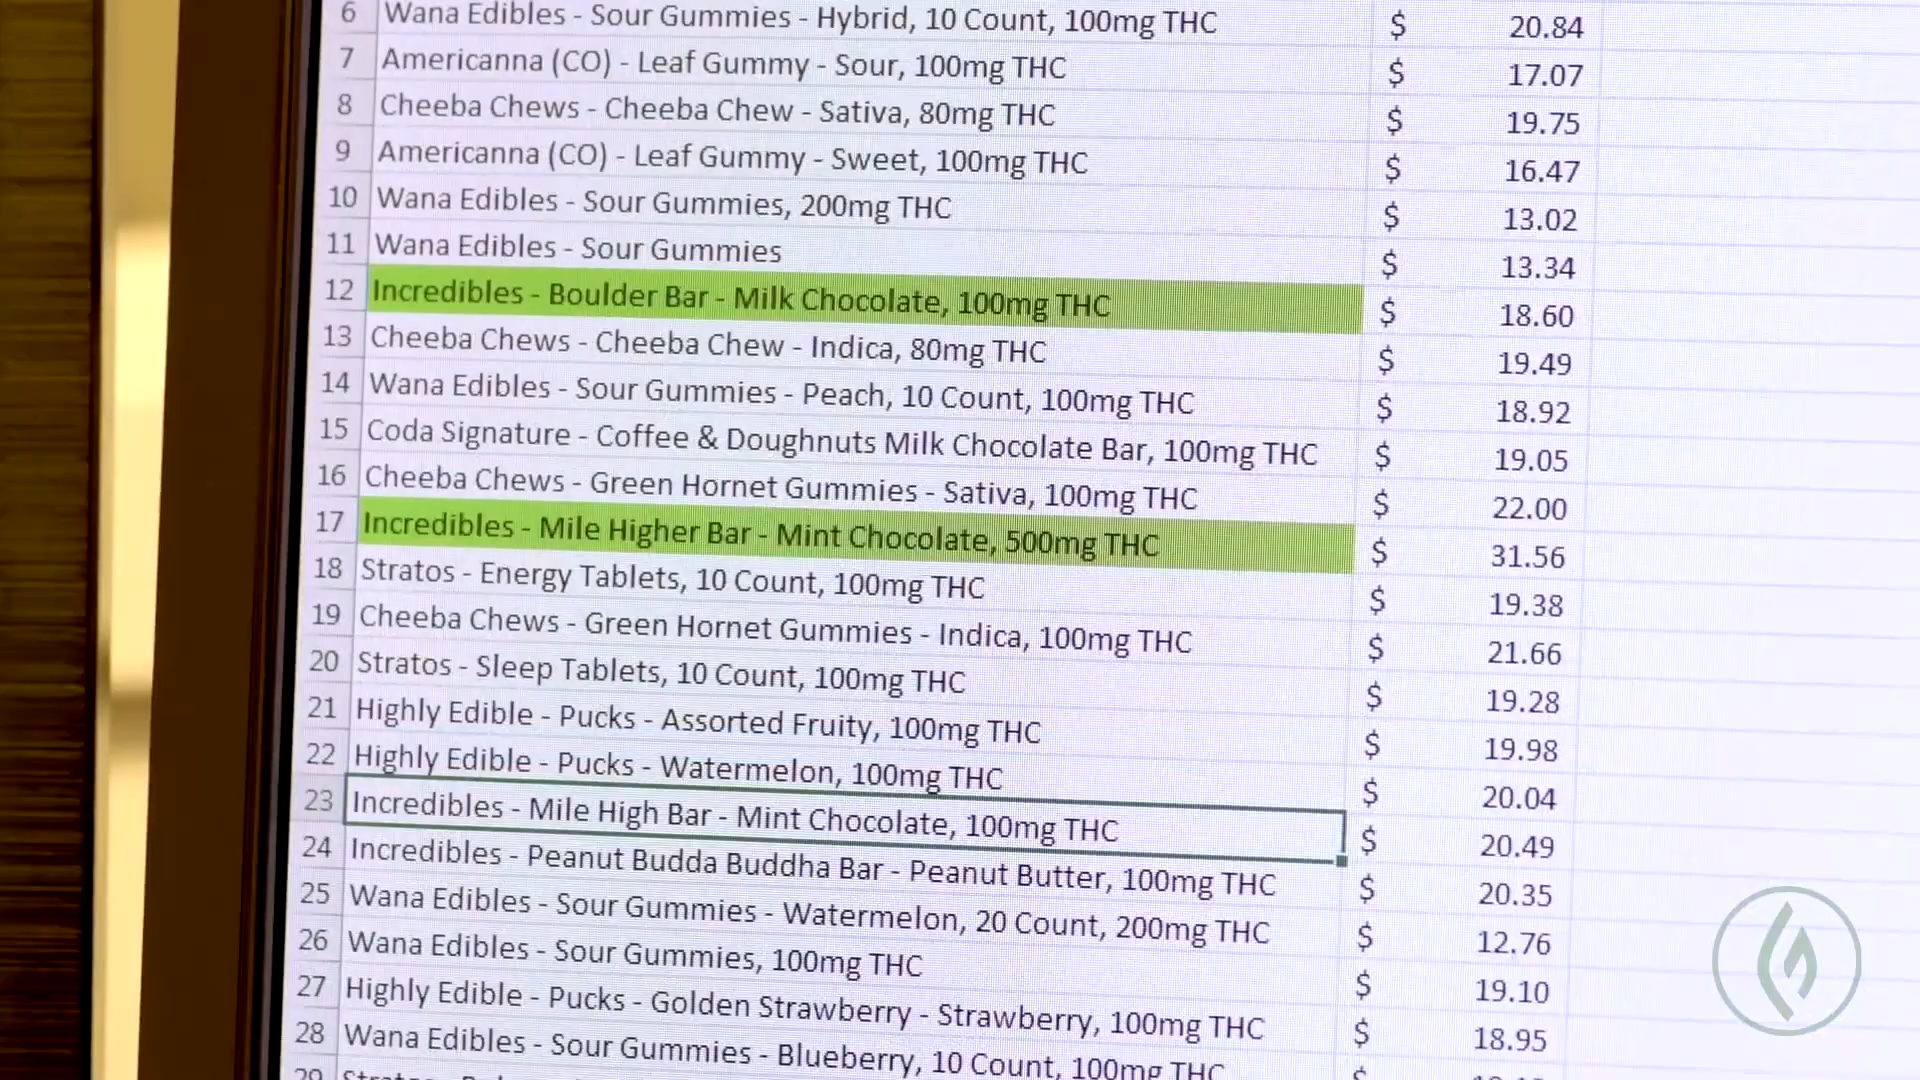 6 Wana Edibles - Sour Gummies - Hybrid, 10 Count, 100mg THC $ 20.84
7 Americanna (CO) - Leaf Gummy - Sour, 100mg THC $ 17.07
8 Cheeba Chews - Cheeba Chew - Sativa, 80mg THC $ 19.75
9 Americanna (CO) - Leaf Gummy - Sweet, 100mg THC $ 16.47
10 Wana Edibles - Sour Gummies, 200mg THC $ 13.02
11 Wana Edibles - Sour Gummies $ 13.34
12 Incredibles - Boulder Bar - Milk Chocolate, 100mg THC $ 18.60
13 Cheeba Chews - Cheeba Chew - Indica, 80mg THC $ 19.49
14 Wana Edibles - Sour Gummies - Peach, 10 Count, 100mg THC $ 18.92
15 Coda Signature - Coffee & Doughnuts Milk Chocolate Bar, 100mg THC $ 19.05
16 Cheeba Chews - Green Hornet Gummies - Sativa, 100mg THC $ 22.00
17 Incredibles - Mile Higher Bar - Mint Chocolate, 500mg THC $ 31.56
18 Stratos - Energy Tablets, 10 Count, 100mg THC $ 19.38
19 Cheeba Chews - Green Hornet Gummies - Indica, 100mg THC $ 21.66
20 Stratos - Sleep Tablets, 10 Count, 100mg THC $ 19.28
21 Highly Edible - Pucks - Assorted Fruity, 100mg THC $ 19.98
22 Highly Edible - Pucks - Watermelon, 100mg THC $ 20.04
23 Incredibles - Mile High Bar - Mint Chocolate, 100mg THC $ 20.49
24 Incredibles - Peanut Budda Buddha Bar - Peanut Butter, 100mg THC $ 20.35
25 Wana Edibles - Sour Gummies - Watermelon, 20 Count, 200mg THC $ 12.76
26 Wana Edibles - Sour Gummies, 100mg THC $ 19.10
27 Highly Edible - Pucks - Golden Strawberry - Strawberry, 100mg THC $ 18.95
28 Wana Edibles - Sour Gummies - Blueberry, 10 Count, 100mg THC $